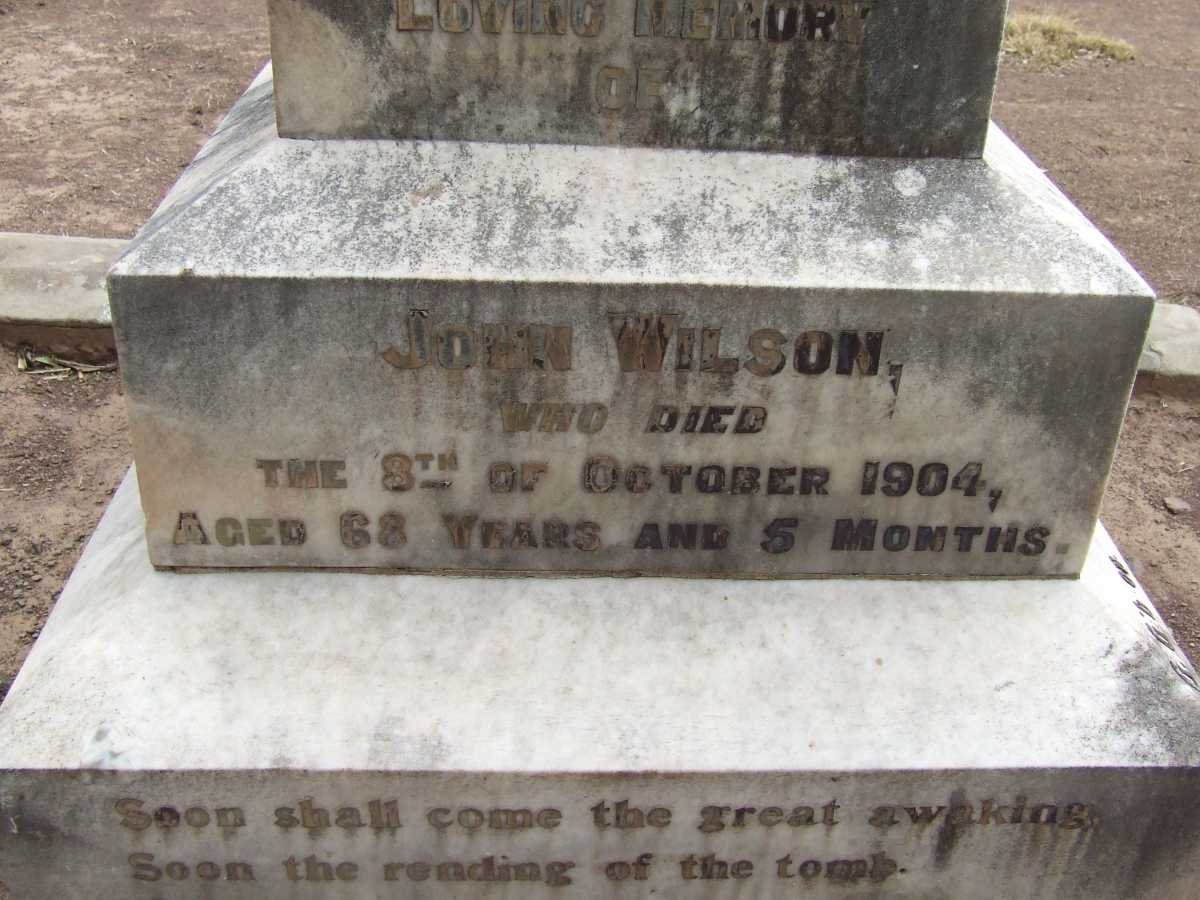 LOVING MEMORY
OF
JOHN WILSON,
WHO DIED
THE 8TH OF OCTOBER 1904,
AGED 68 YEARS AND 5 MONTHS.
Soon shall come the great awaking,
Soon the rending of the tomb.